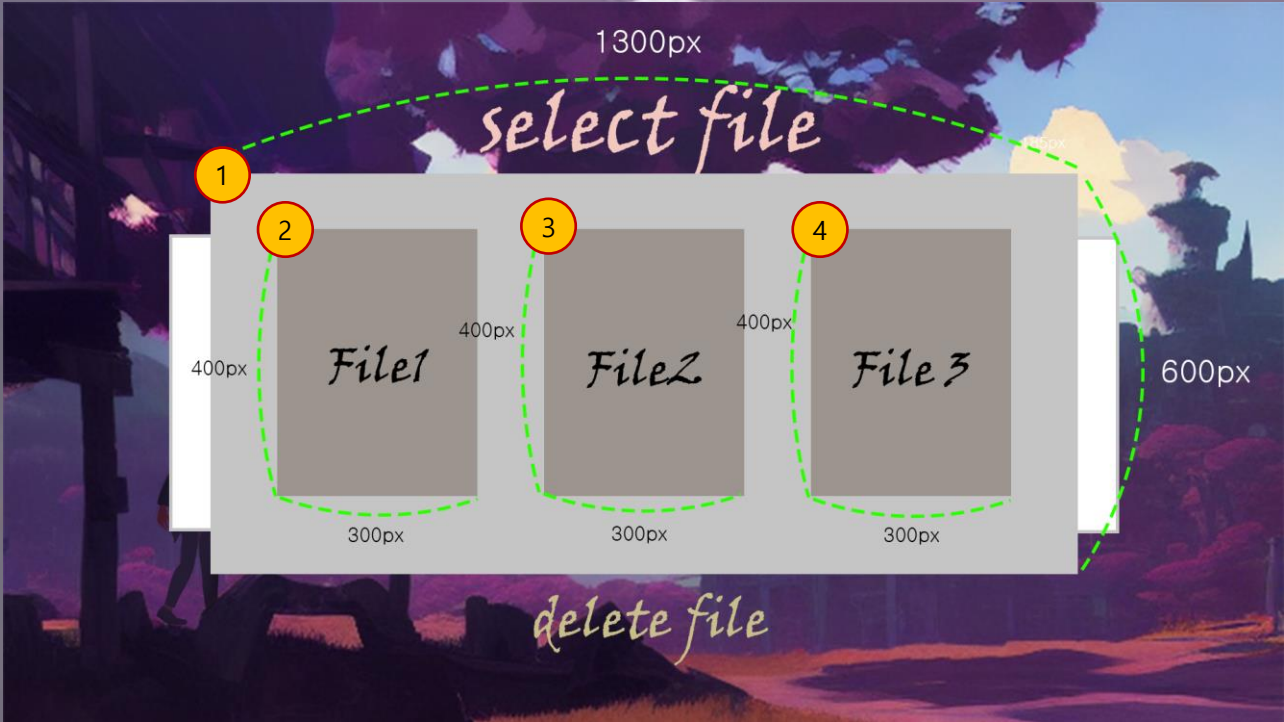 1300px
select file
185px
1
2
3
4
400px
400px
400px
600px
File1
File2
File 3
300px
300px
300px
delete file